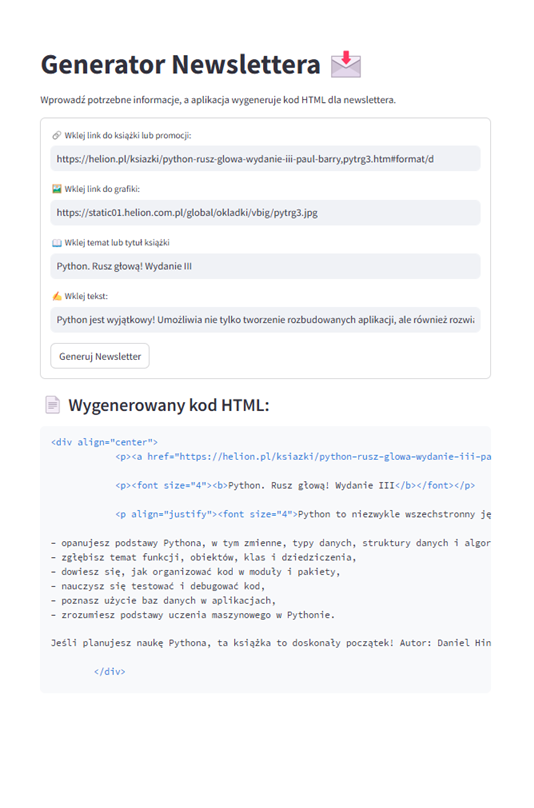 Generator Newslettera
Wprowadź potrzebne informacje, a aplikacja wygeneruje kod HTML dla newslettera.
Wklej link do książki lub promocji:
https://helion.pl/ksiazki/python-rusz-glowa-wydanie-iii-paul-barry,pytrg3.htm#format/d
Wklej link do grafiki:
https://static01.helion.com.pl/global/okladki/vbig/pytrg3.jpg
Wklej temat lub tytuł książki
Python. Rusz głową! Wydanie III
Wklej tekst:
Python jest wyjątkowy! Umożliwia nie tylko tworzenie rozbudowanych aplikacji, ale również rozwia
Generuj Newsletter
Wygenerowany kod HTML:
<div align="center">
<p><a href="https://helion.pl/ksiazki/python-rusz-glowa-wydanie-iii-pa
<p><font size="4"><b>Python. Rusz głową! Wydanie III</b></font></p>
<p align="justify"><font size="4">Python to niezwykle wszechstronny ję
– opanujesz podstawy Pythona, w tym zmienne, typy danych, struktury danych i algor
– zgłębisz temat funkcji, obiektów, klas i dziedziczenia,
– dowiesz się, jak organizować kod w moduły i pakiety,
– nauczysz się testować i debugować kod,
– poznasz użycie baz danych w aplikacjach,
– zrozumiesz podstawy uczenia maszynowego w Pythonie.
Jeśli planujesz naukę Pythona, ta książka to doskonały początek! Autor: Daniel Hin
</div>